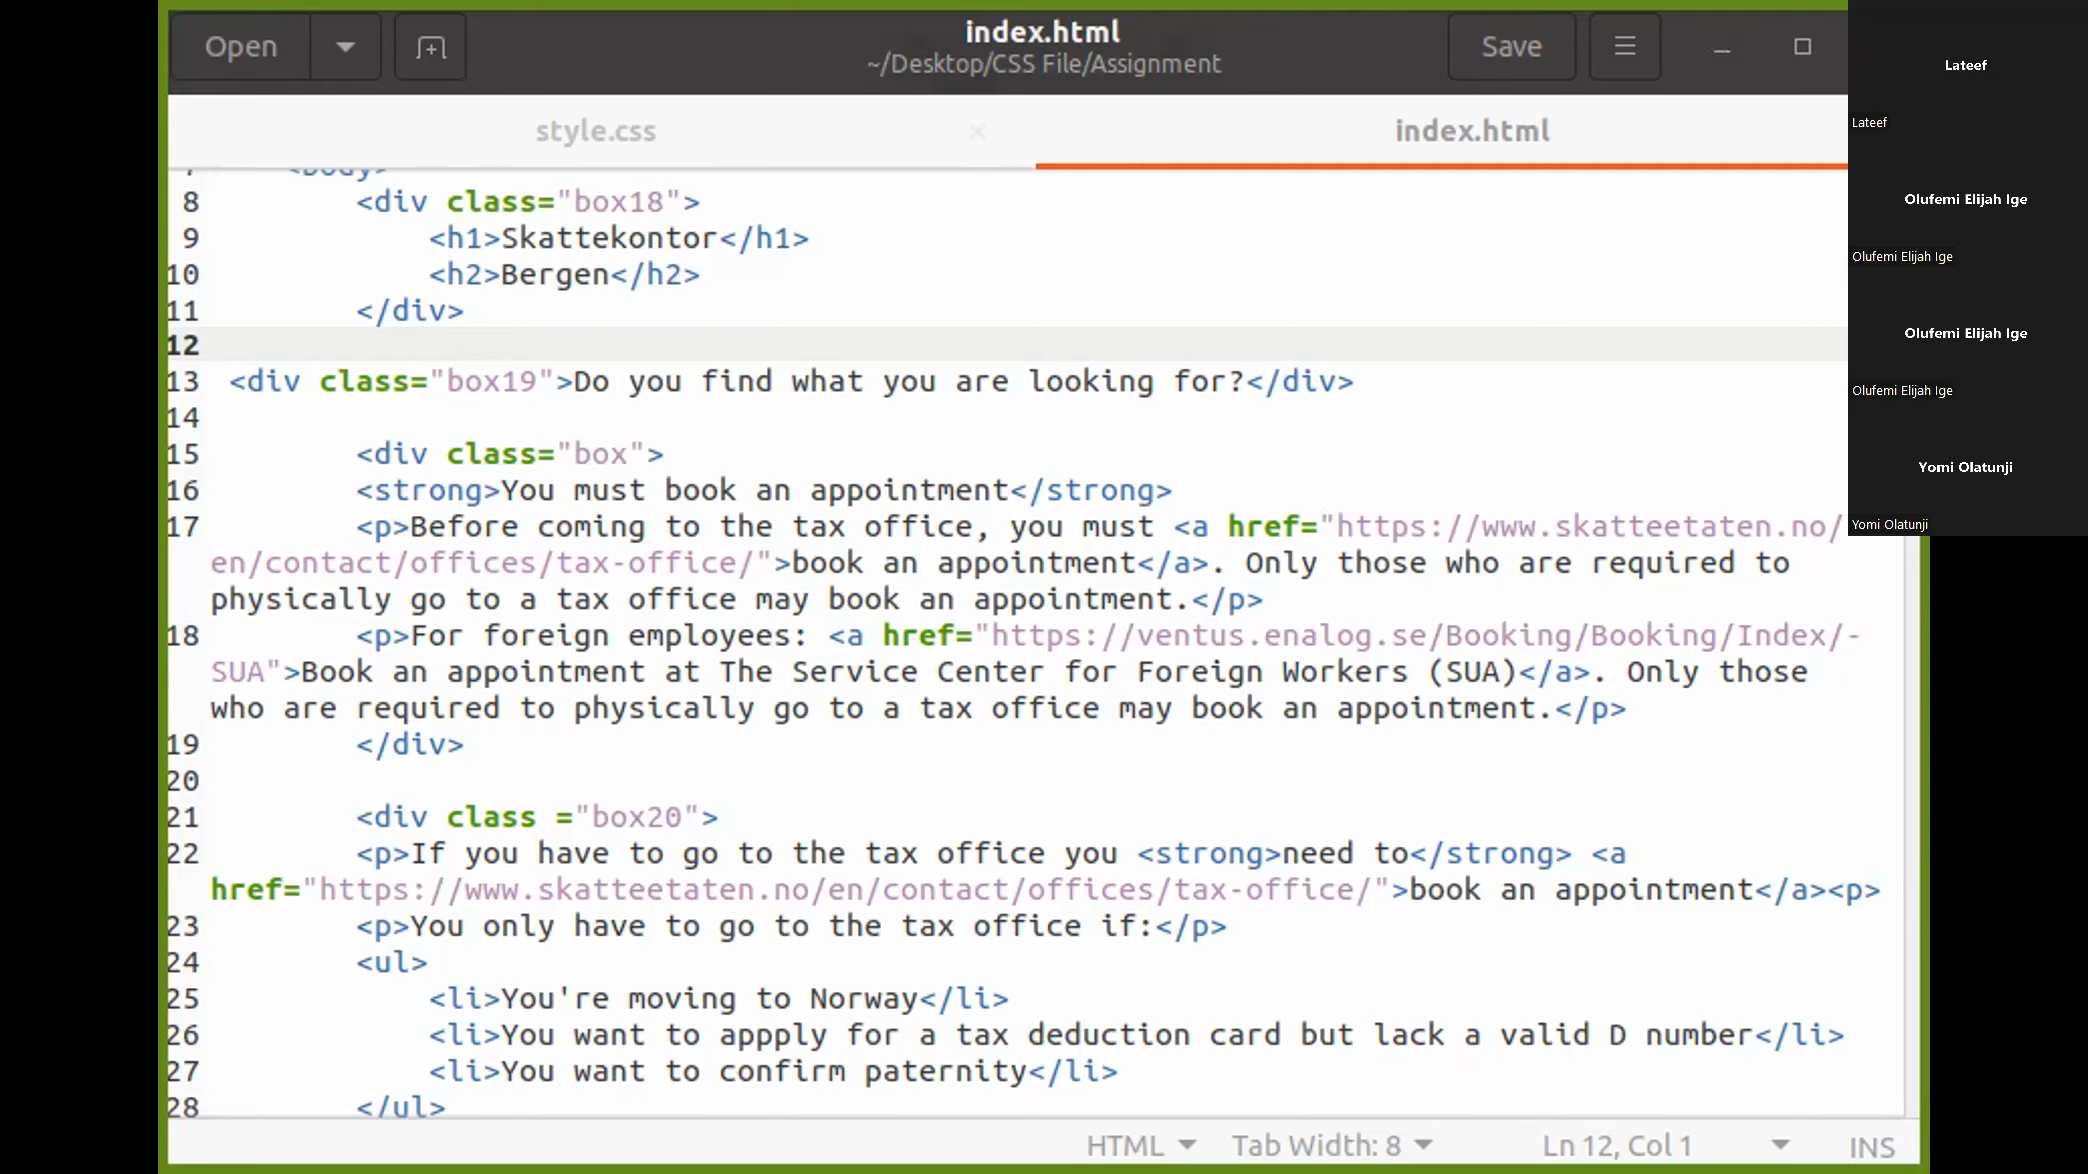 Open
index.html
~/Desktop/CSS File/Assignment
Save
style.css
index.html
7 <body>
8 <div class="box18">
9 <h1>Skattekontor</h1>
10 <h2>Bergen</h2>
11 </div>
12
13 <div class="box19">Do you find what you are looking for?</div>
14
15 <div class="box">
16 <strong>You must book an appointment</strong>
17 <p>Before coming to the tax office, you must <a href="https://www.skatteetaten.no/
en/contact/offices/tax-office/">book an appointment</a>. Only those who are required to
physically go to a tax office may book an appointment.</p>
18 <p>For foreign employees: <a href="https://ventus.enalog.se/Booking/Booking/Index/-
SUA">Book an appointment at The Service Center for Foreign Workers (SUA)</a>. Only those
who are required to physically go to a tax office may book an appointment.</p>
19 </div>
20
21 <div class ="box20">
22 <p>If you have to go to the tax office you <strong>need to</strong> <a
href="https://www.skatteetaten.no/en/contact/offices/tax-office/">book an appointment</a><p>
23 <p>You only have to go to the tax office if:</p>
24 <ul>
25 <li>You're moving to Norway</li>
26 <li>You want to appply for a tax deduction card but lack a valid D number</li>
27 <li>You want to confirm paternity</li>
28 </ul>
HTML
Tab Width: 8
Ln 12, Col 1
INS
Lateef
Lateef
Olufemi Elijah Ige
Olufemi Elijah Ige
Olufemi Elijah Ige
Olufemi Elijah Ige
Yomi Olatunji
Yomi Olatunji